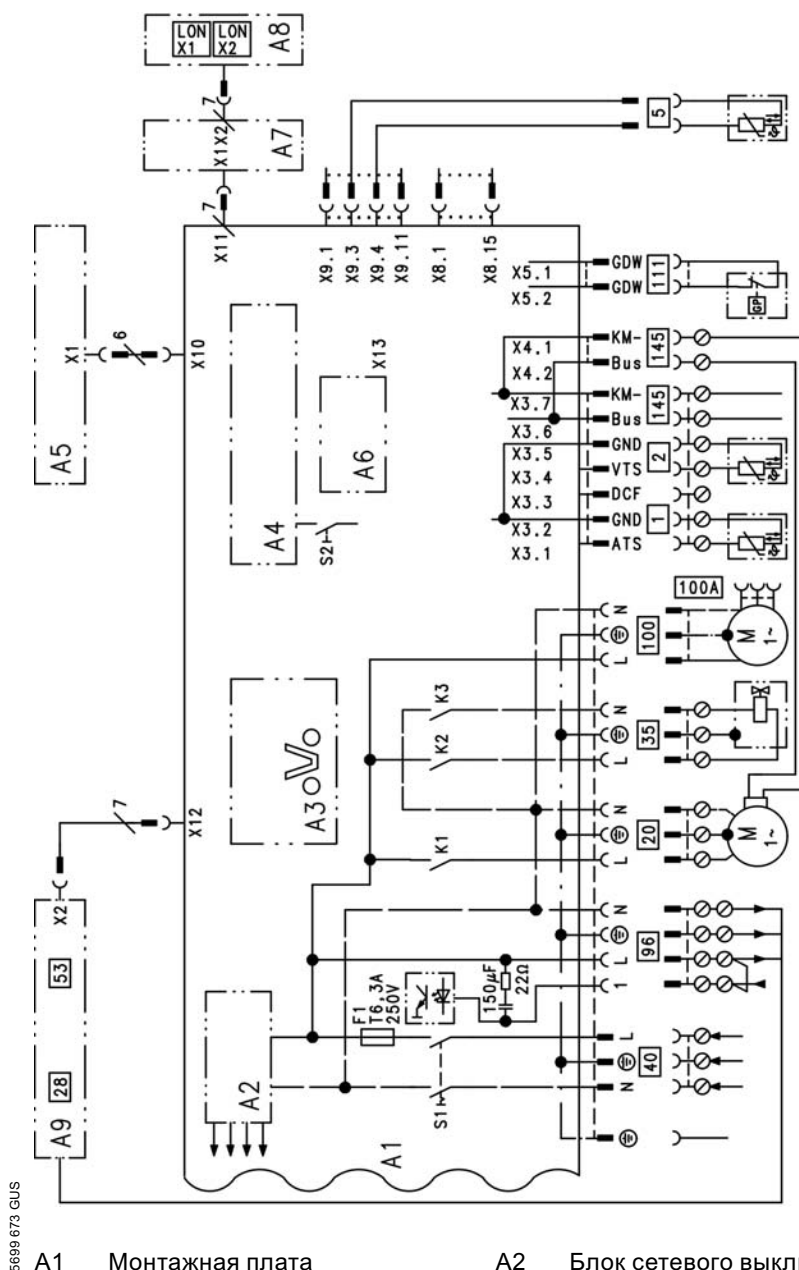 LON LON
X1 X2
A8
7
X1 X2
A7
7
X11
5
X1
A5
6
X10
X9.1
X9.3
X9.4
X9.11
X8.1
X8.15
X5.1
X5.2
GDW
GDW
111
GP
A4
S2
X13
A6
X4.1
X4.2
X3.7
X3.6
X3.5
X3.4
X3.3
X3.2
X3.1
KM-
Bus
145
KM-
Bus
145
GND
VTS
2
DCF
GND
ATS
1
100A
N
L
100
M
1~
K3
K2
N
L
35
A3
7
X12
K1
N
L
20
M
1~
X2
53
28
A9
N
L
1
96
150µF
22Ω
F1
T6,3A
250V
A2
S1
L
N
40
A1
5699 673 GUS
A1 Монтажная плата
A2 Блок сетевого выкл